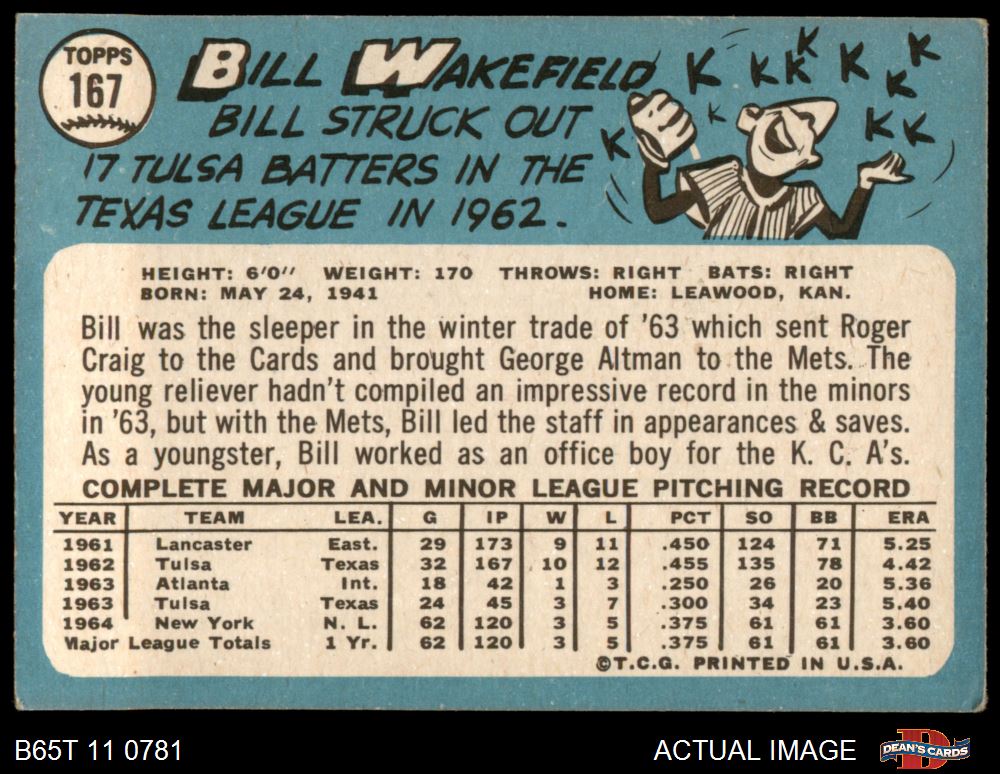 TOPPS
167
BILL WAKEFIELD
BILL STRUCK OUT
17 TULSA BATTERS IN THE
TEXAS LEAGUE IN 1962.
K K K K K K K K K K K
HEIGHT: 6'0" WEIGHT: 170 THROWS: RIGHT BATS: RIGHT
BORN: MAY 24, 1941 HOME: LEAWOOD, KAN.
Bill was the sleeper in the winter trade of '63 which sent Roger
Craig to the Cards and brought George Altman to the Mets. The
young reliever hadn't compiled an impressive record in the minors
in '63, but with the Mets, Bill led the staff in appearances & saves.
As a youngster, Bill worked as an office boy for the K. C. A's.
COMPLETE MAJOR AND MINOR LEAGUE PITCHING RECORD
YEAR TEAM LEA. G IP W L PCT SO BB ERA
1961 Lancaster East. 29 173 9 11 .450 124 71 5.25
1962 Tulsa Texas 32 167 10 12 .455 135 78 4.42
1963 Atlanta Int. 18 42 1 3 .250 26 20 5.36
1963 Tulsa Texas 24 45 3 7 .300 34 23 5.40
1964 New York N. L. 62 120 3 5 .375 61 61 3.60
Major League Totals 1 Yr. 62 120 3 5 .375 61 61 3.60
©T.C.G. PRINTED IN U.S.A.
B65T 11 0781 ACTUAL IMAGE DEAN'S CARDS